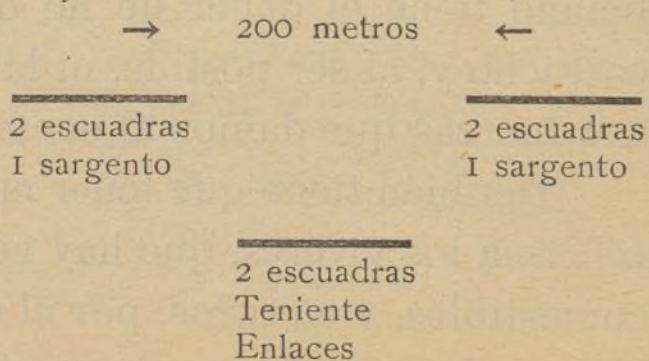 → 200 metros ←
2 escuadras
1 sargento
2 escuadras
1 sargento
2 escuadras
Teniente
Enlaces